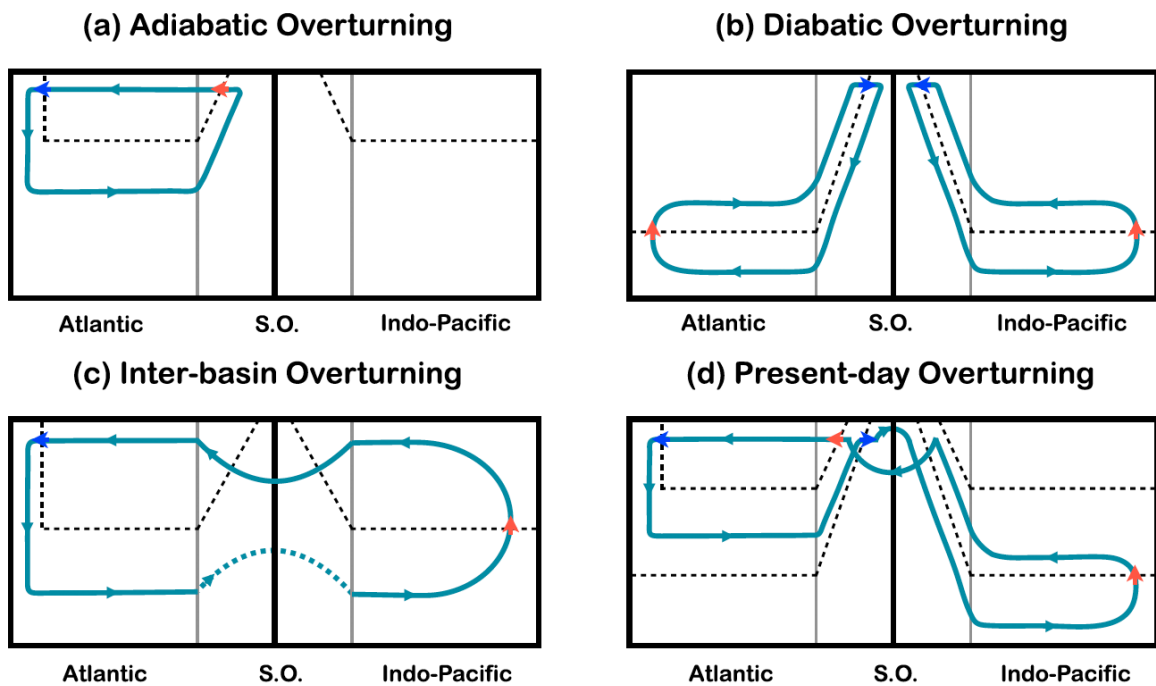 (a) Adiabatic Overturning
(b) Diabatic Overturning
Atlantic S.O. Indo-Pacific
Atlantic S.O. Indo-Pacific
(c) Inter-basin Overturning
(d) Present-day Overturning
Atlantic S.O. Indo-Pacific
Atlantic S.O. Indo-Pacific